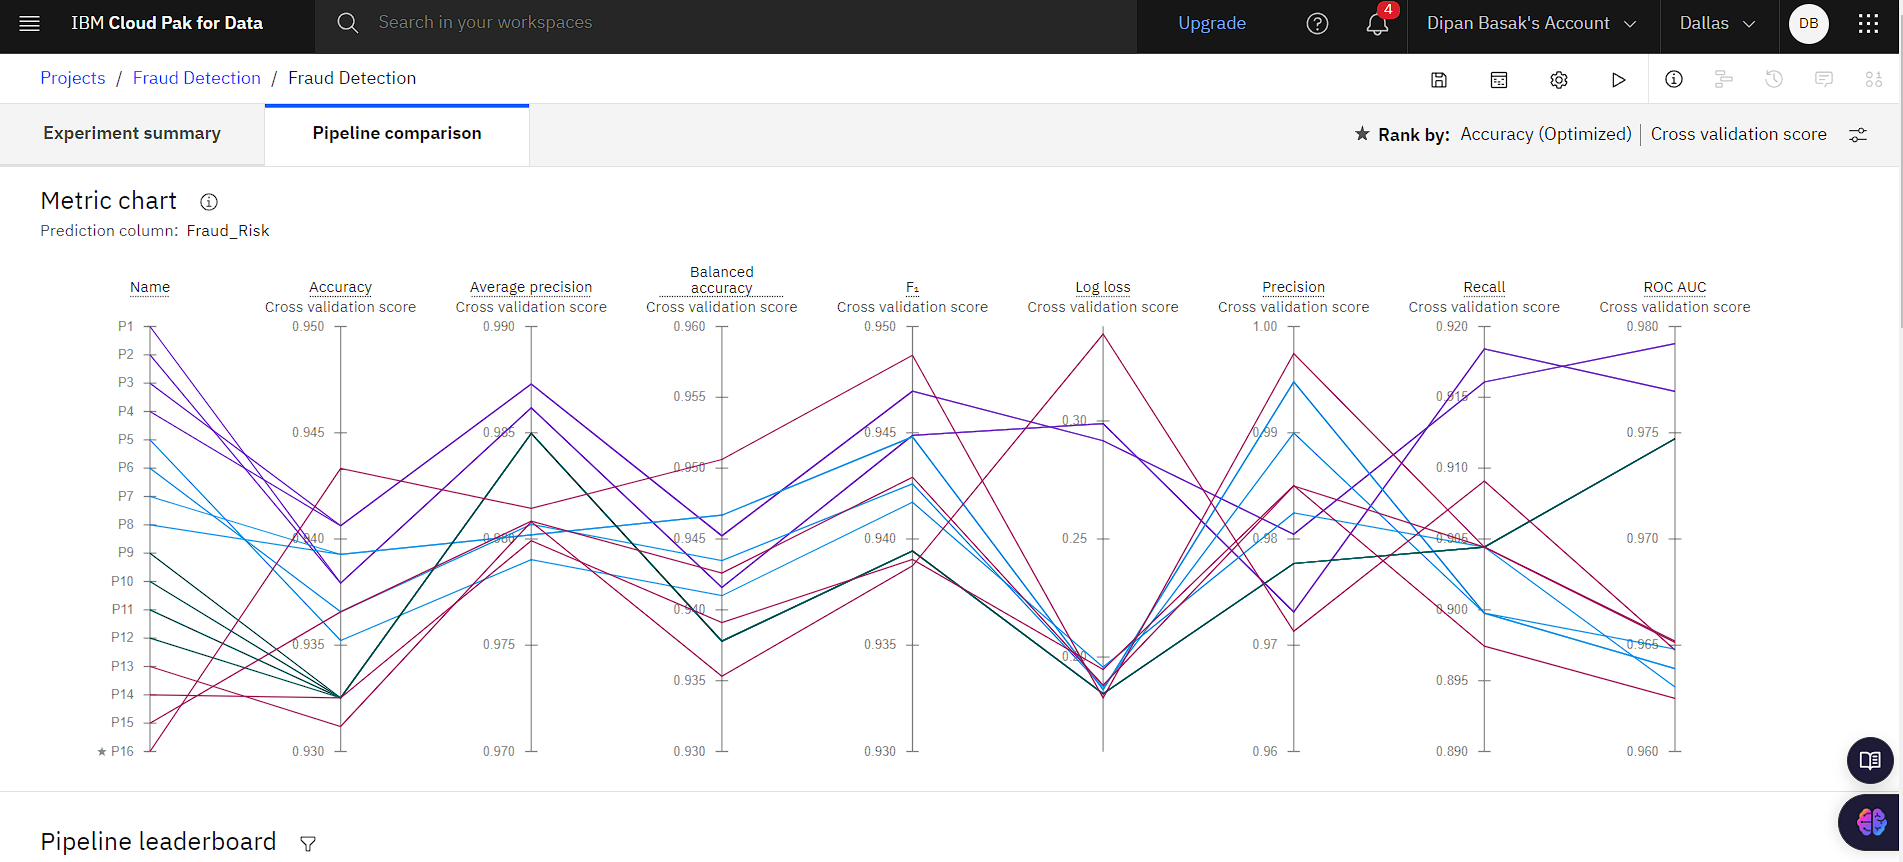 IBM Cloud Pak for Data
Search in your workspaces
Upgrade
4
Dipan Basak's Account
Dallas
DB
Projects / Fraud Detection / Fraud Detection
Experiment summary
Pipeline comparison
★ Rank by: Accuracy (Optimized) | Cross validation score
Metric chart
Prediction column: Fraud_Risk
Name
Accuracy
Cross validation score
Average precision
Cross validation score
Balanced
accuracy
Cross validation score
F₁
Cross validation score
Log loss
Cross validation score
Precision
Cross validation score
Recall
Cross validation score
ROC AUC
Cross validation score
P1
P2
P3
P4
P5
P6
P7
P8
P9
P10
P11
P12
P13
P14
P15
★ P16
0.950
0.945
0.940
0.935
0.930
0.990
0.985
0.980
0.975
0.970
0.960
0.955
0.950
0.945
0.940
0.935
0.930
0.950
0.945
0.940
0.935
0.930
0.30
0.25
0.20
1.00
0.99
0.98
0.97
0.96
0.920
0.915
0.910
0.905
0.900
0.895
0.890
0.980
0.975
0.970
0.965
0.960
Pipeline leaderboard